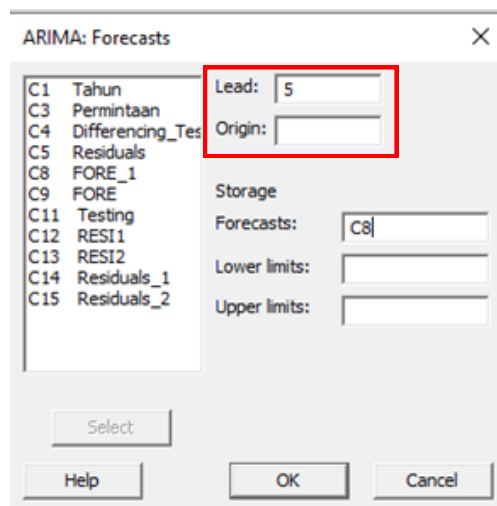 ARIMA: Forecasts
C1 Tahun
C3 Permintaan
C4 Differencing_Tes
C5 Residuals
C8 FORE_1
C9 FORE
C11 Testing
C12 RESI1
C13 RESI2
C14 Residuals_1
C15 Residuals_2
Lead: 5
Origin:
Storage
Forecasts: C8
Lower limits:
Upper limits:
Select
Help OK Cancel